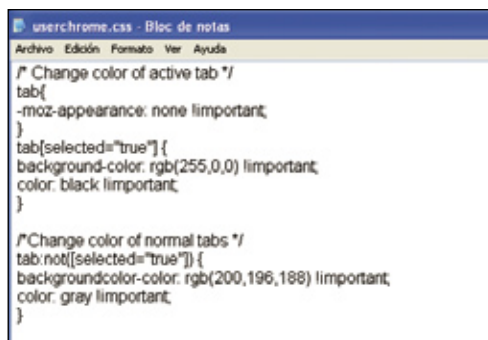 userchrome.css - Bloc de notas
Archivo Edición Formato Ver Ayuda
/* Change color of active tab */
tab{
-moz-appearance: none !important;
}
tab[selected="true"] {
background-color: rgb(255,0,0) !important;
color: black !important;
}
/*Change color of normal tabs */
tab:not([selected="true"]) {
backgroundcolor-color: rgb(200,196,188) !important;
color: gray !important;
}